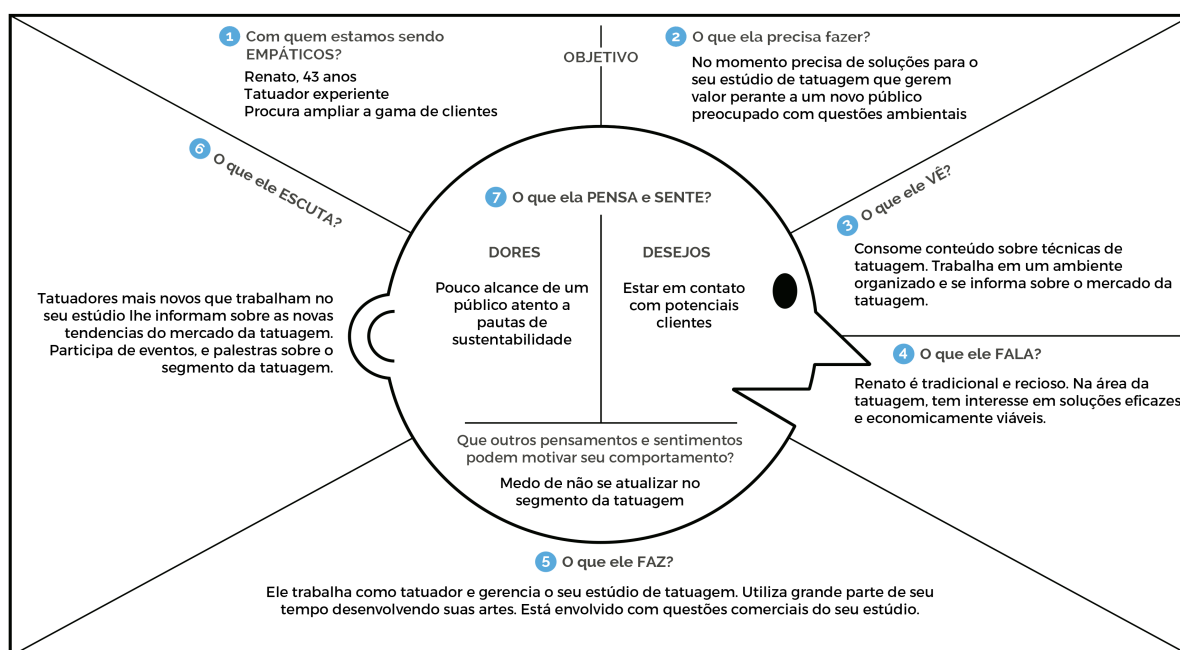 1 Com quem estamos sendo
EMPÁTICOS?
Renato, 43 anos
Tatuador experiente
Procura ampliar a gama de clientes
OBJETIVO
2 O que ela precisa fazer?
No momento precisa de soluções para o
seu estúdio de tatuagem que gerem
valor perante a um novo público
preocupado com questões ambientais
3 O que ele VÊ?
Consome conteúdo sobre técnicas de
tatuagem. Trabalha em um ambiente
organizado e se informa sobre o mercado da
tatuagem.
4 O que ele FALA?
Renato é tradicional e recioso. Na área da
tatuagem, tem interesse em soluções eficazes
e economicamente viáveis.
5 O que ele FAZ?
Ele trabalha como tatuador e gerencia o seu estúdio de tatuagem. Utiliza grande parte de seu
tempo desenvolvendo suas artes. Está envolvido com questões comerciais do seu estúdio.
6 O que ele ESCUTA?
Tatuadores mais novos que trabalham no
seu estúdio lhe informam sobre as novas
tendencias do mercado da tatuagem.
Participa de eventos, e palestras sobre o
segmento da tatuagem.
7 O que ela PENSA e SENTE?
DORES
Pouco alcance de um
público atento a
pautas de
sustentabilidade
DESEJOS
Estar em contato
com potenciais
clientes
Que outros pensamentos e sentimentos
podem motivar seu comportamento?
Medo de não se atualizar no
segmento da tatuagem